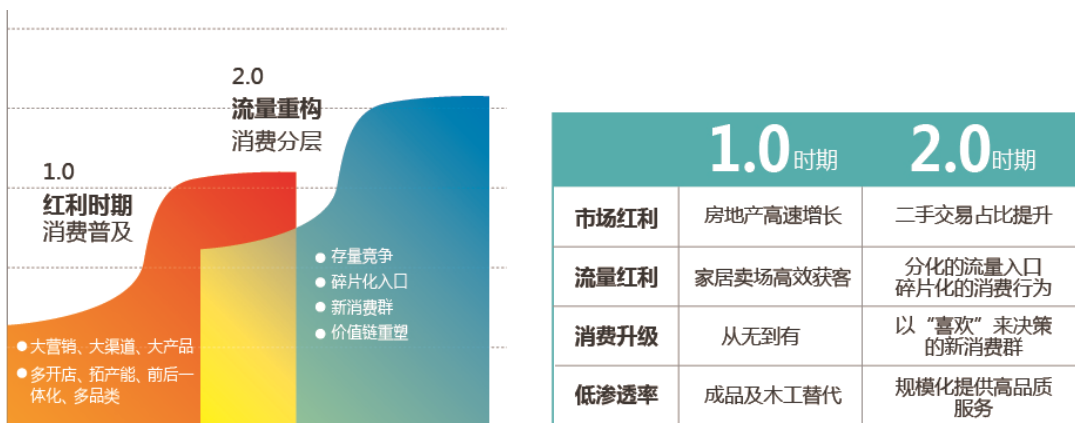 2.0
流量重构
消费分层
1.0
红利时期
消费普及
● 存量竞争
● 碎片化入口
● 新消费群
● 价值链重塑
● 大营销、大渠道、大产品
● 多开店、拓产能、前后一
体化、多品类
1.0时期 2.0时期
市场红利 房地产高速增长 二手交易占比提升
流量红利 家居卖场高效获客 分化的流量入口
碎片化的消费行为
消费升级 从无到有 以“喜欢”来决策
的新消费群
低渗透率 成品及木工替代 规模化提供高品质
服务